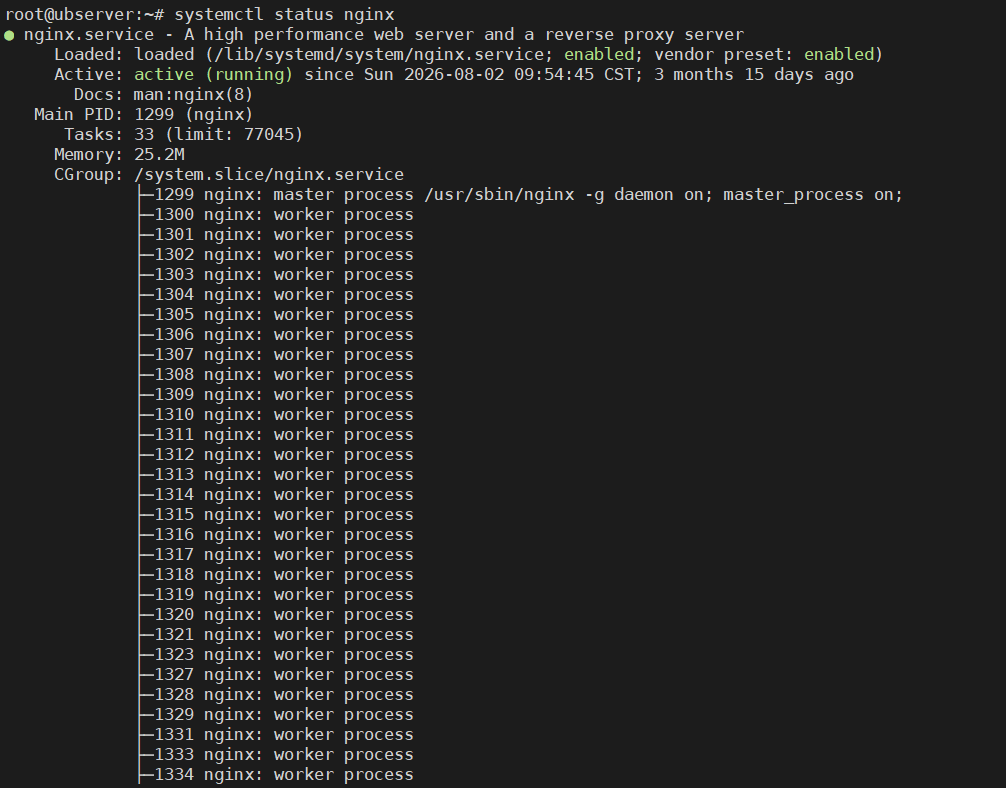 root@ubserver:~# systemctl status nginx
● nginx.service - A high performance web server and a reverse proxy server
     Loaded: loaded (/lib/systemd/system/nginx.service; enabled; vendor preset: enabled)
     Active: active (running) since Sun 2026-08-02 09:54:45 CST; 3 months 15 days ago
       Docs: man:nginx(8)
   Main PID: 1299 (nginx)
      Tasks: 33 (limit: 77045)
     Memory: 25.2M
     CGroup: /system.slice/nginx.service
             ├─1299 nginx: master process /usr/sbin/nginx -g daemon on; master_process on;
             ├─1300 nginx: worker process
             ├─1301 nginx: worker process
             ├─1302 nginx: worker process
             ├─1303 nginx: worker process
             ├─1304 nginx: worker process
             ├─1305 nginx: worker process
             ├─1306 nginx: worker process
             ├─1307 nginx: worker process
             ├─1308 nginx: worker process
             ├─1309 nginx: worker process
             ├─1310 nginx: worker process
             ├─1311 nginx: worker process
             ├─1312 nginx: worker process
             ├─1313 nginx: worker process
             ├─1314 nginx: worker process
             ├─1315 nginx: worker process
             ├─1316 nginx: worker process
             ├─1317 nginx: worker process
             ├─1318 nginx: worker process
             ├─1319 nginx: worker process
             ├─1320 nginx: worker process
             ├─1321 nginx: worker process
             ├─1323 nginx: worker process
             ├─1327 nginx: worker process
             ├─1328 nginx: worker process
             ├─1329 nginx: worker process
             ├─1331 nginx: worker process
             ├─1333 nginx: worker process
             ├─1334 nginx: worker process